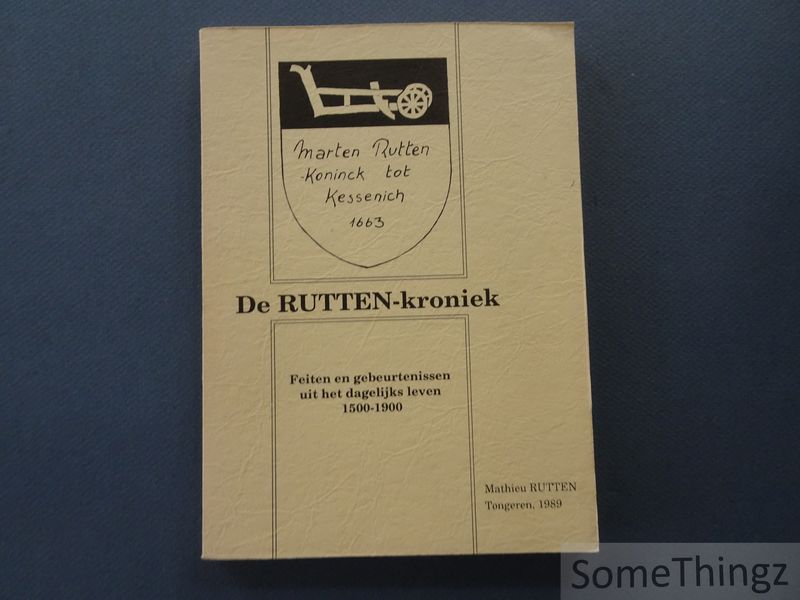 Marten Rutten
-Koninck tot
Kessenich
1663
De RUTTEN-kroniek
Feiten en gebeurtenissen
uit het dagelijks leven
1500-1900
Mathieu RUTTEN
Tongeren, 1989
SomeThingz